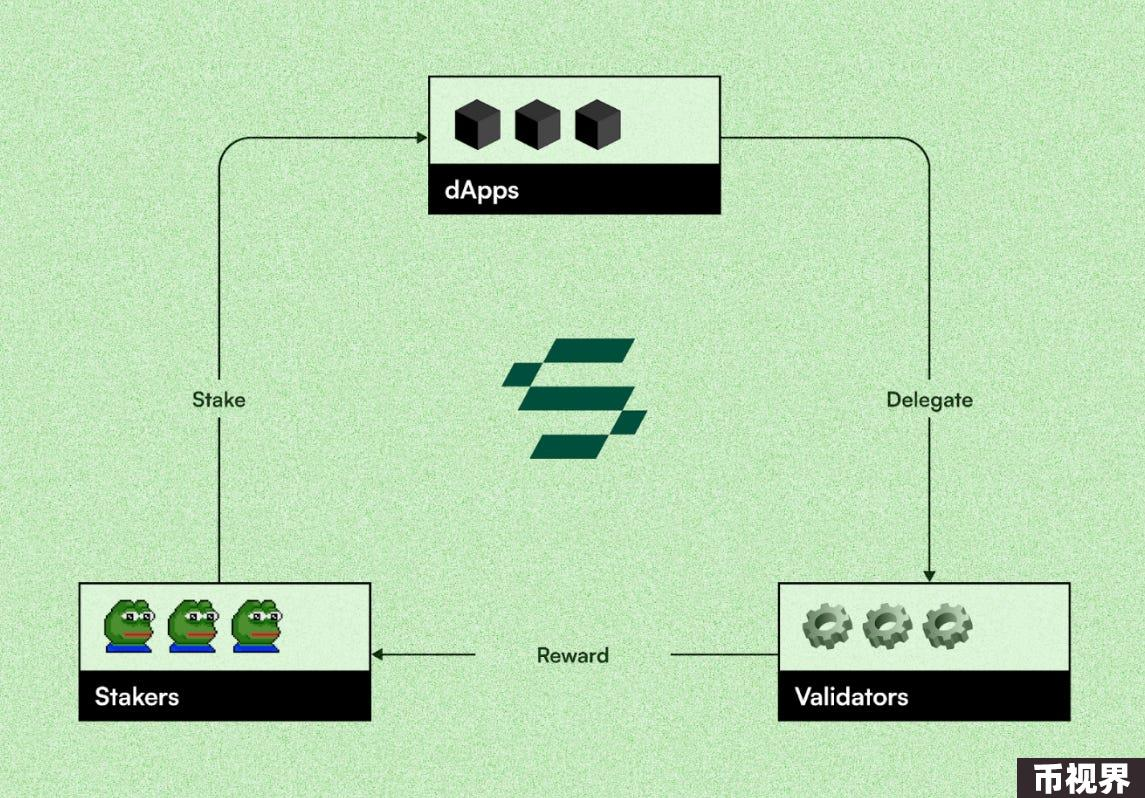 dApps
Stake
Delegate
Reward
Stakers
Validators
币视界